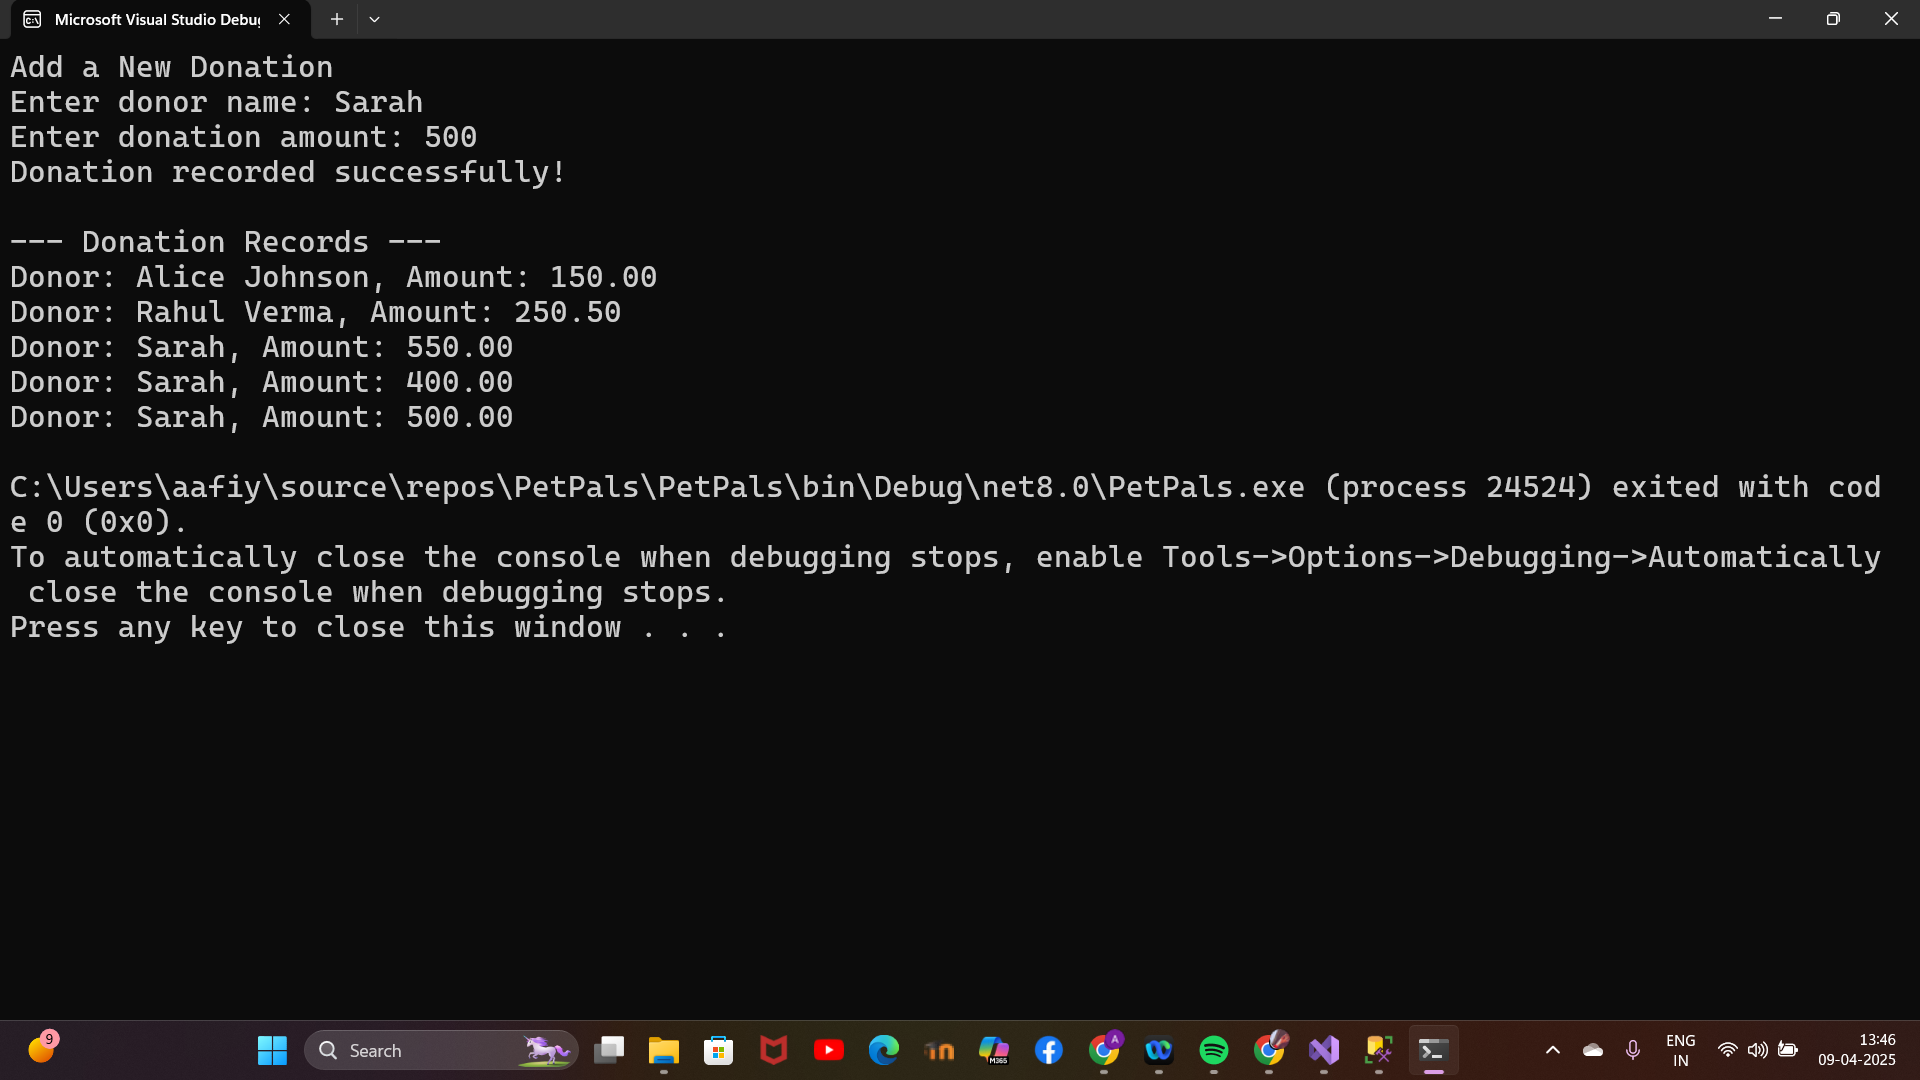 Microsoft Visual Studio Debug
Add a New Donation
Enter donor name: Sarah
Enter donation amount: 500
Donation recorded successfully!
--- Donation Records ---
Donor: Alice Johnson, Amount: 150.00
Donor: Rahul Verma, Amount: 250.50
Donor: Sarah, Amount: 550.00
Donor: Sarah, Amount: 400.00
Donor: Sarah, Amount: 500.00
C:\Users\aafiy\source\repos\PetPals\PetPals\bin\Debug\net8.0\PetPals.exe (process 24524) exited with cod
e 0 (0x0).
To automatically close the console when debugging stops, enable Tools->Options->Debugging->Automatically
close the console when debugging stops.
Press any key to close this window . . .
9
Search
M365
A
ENG
IN
13:46
09-04-2025